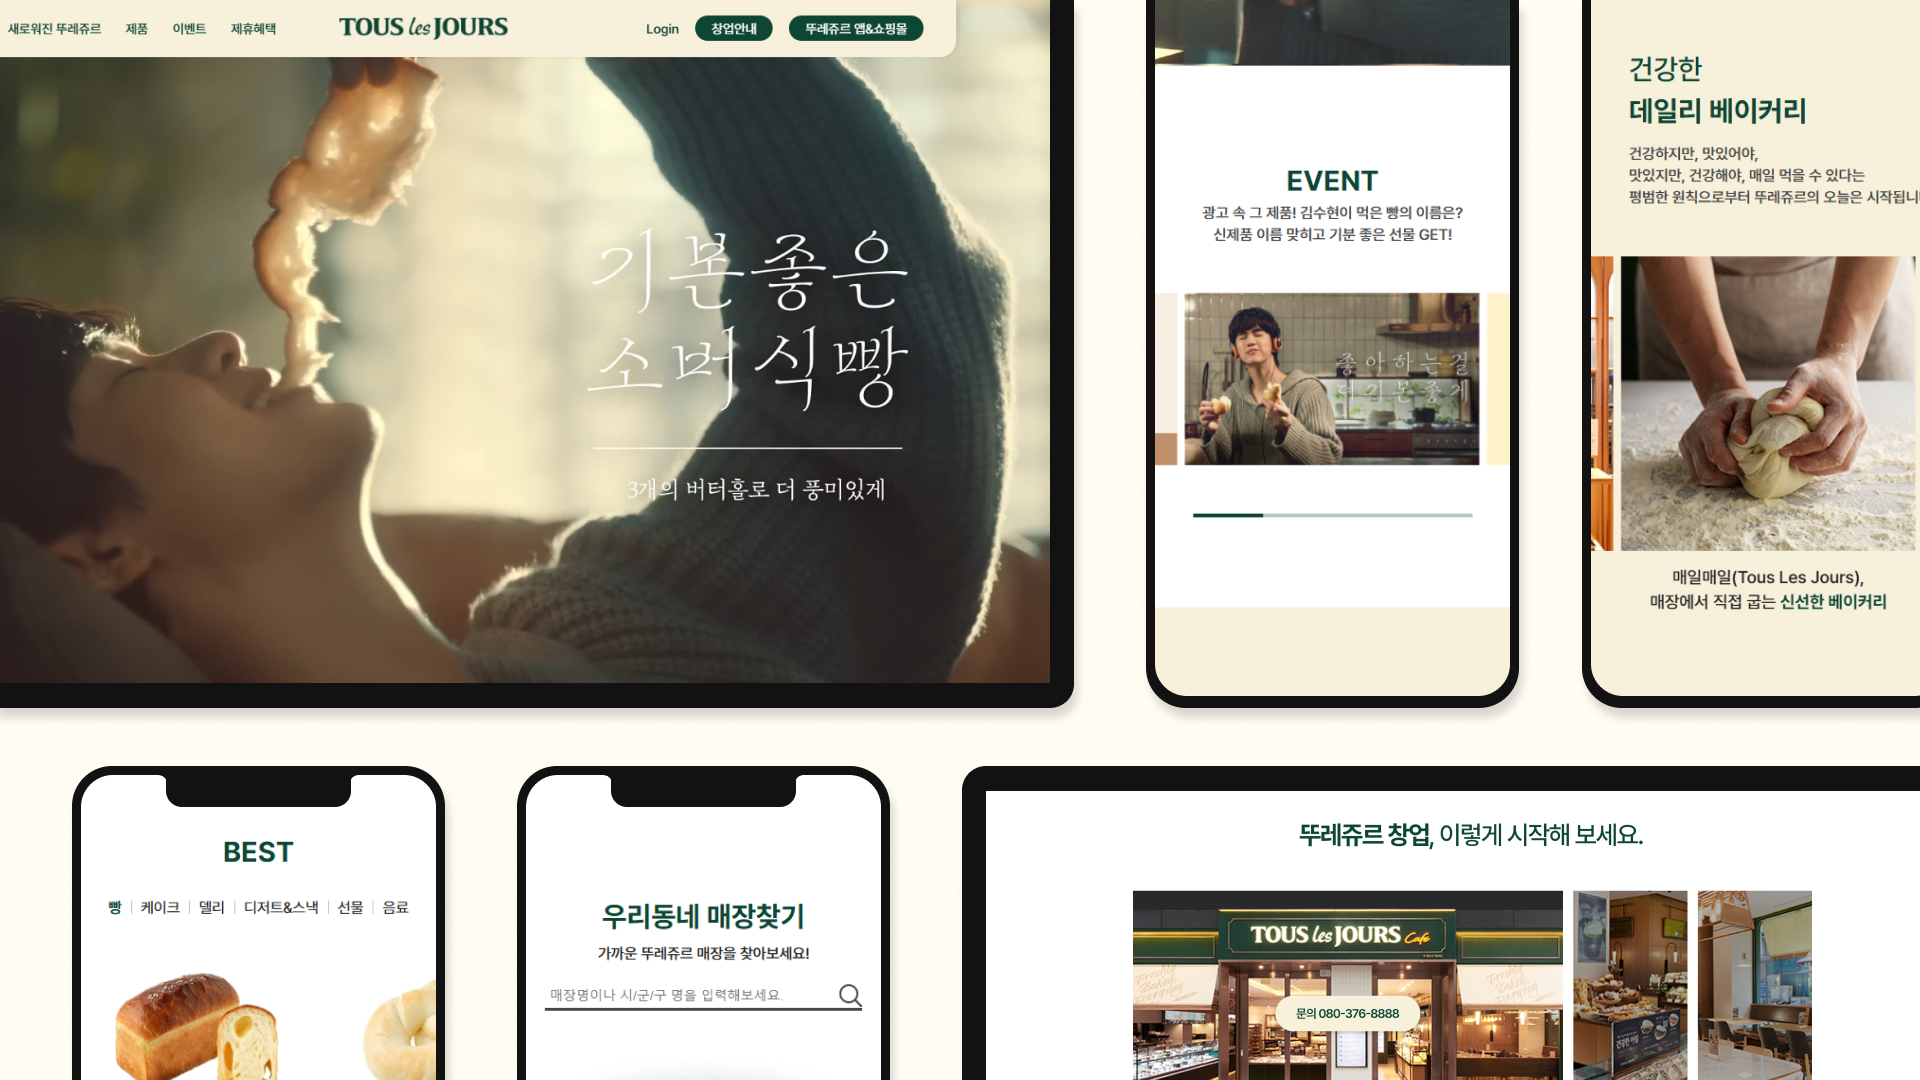 새로워진 뚜레쥬르 제품 이벤트 제휴혜택 TOUS les JOURS Login 창업안내 뚜레쥬르 앱&쇼핑몰
기본좋은
소버식빵
3개의 버터홀로 더 풍미있게
EVENT
광고 속 그 제품! 김수현이 먹은 빵의 이름은?
신제품 이름 맞히고 기분 좋은 선물 GET!
좋아하는걸
더 기본좋게
건강한
데일리 베이커리
건강하지만, 맛있어야,
맛있지만, 건강해야, 매일 먹을 수 있다는
평범한 원칙으로부터 뚜레쥬르의 오늘은 시작됩니
매일매일(Tous Les Jours),
매장에서 직접 굽는 신선한 베이커리
BEST
빵 | 케이크 | 델리 | 디저트&스낵 | 선물 | 음료
우리동네 매장찾기
가까운 뚜레쥬르 매장을 찾아보세요!
매장명이나 시/군/구 명을 입력해보세요.
뚜레쥬르 창업, 이렇게 시작해 보세요.
TOUS les JOURS Cafe
Freshly
Baked
Everyday
Freshly
Baked
Everyday
문의 080-376-8888